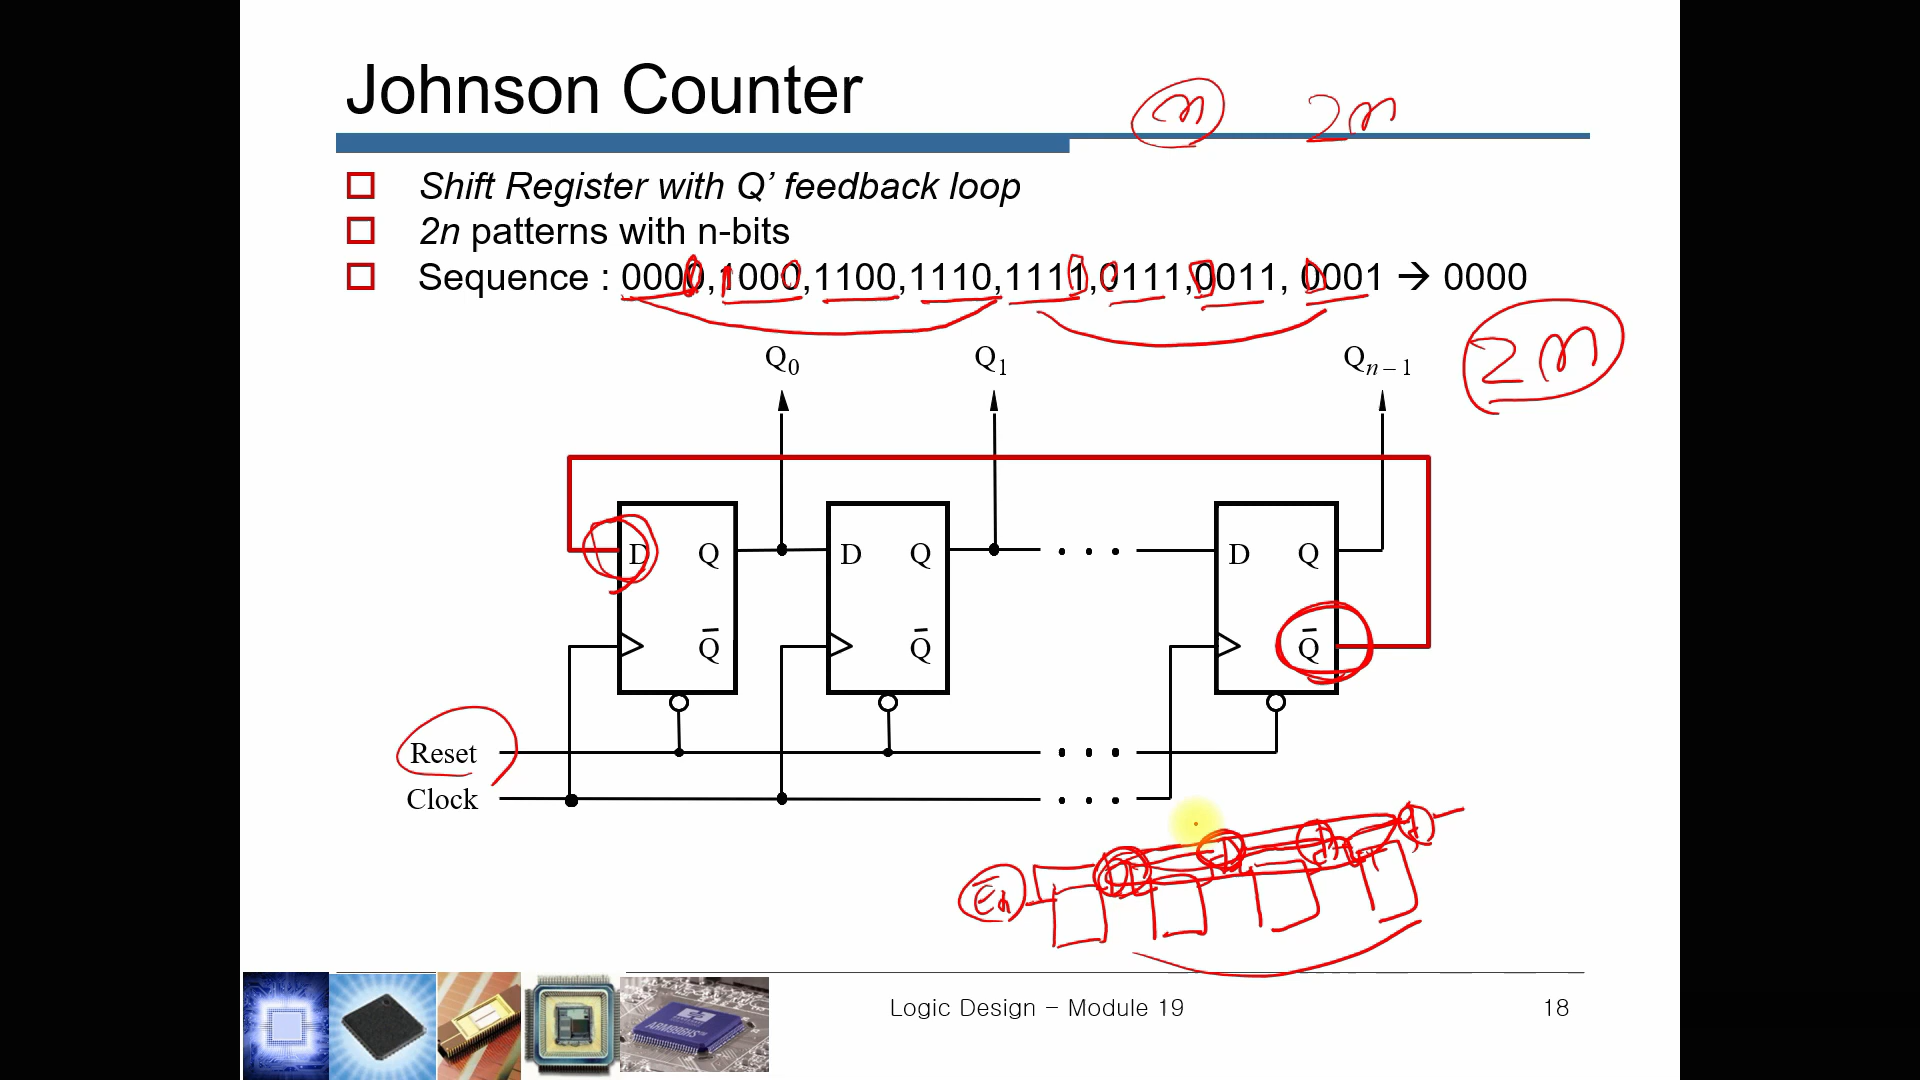 Johnson Counter
n 2n
Shift Register with Q’ feedback loop
2n patterns with n-bits
Sequence : 0000,1000,1100,1110,1111,0111,0011, 0001 → 0000
2n
Q0 Q1 Qn−1
D Q D Q . . . D Q
Q̅ Q̅ Q̅
Reset . . .
Clock . . .
Logic Design – Module 19
18